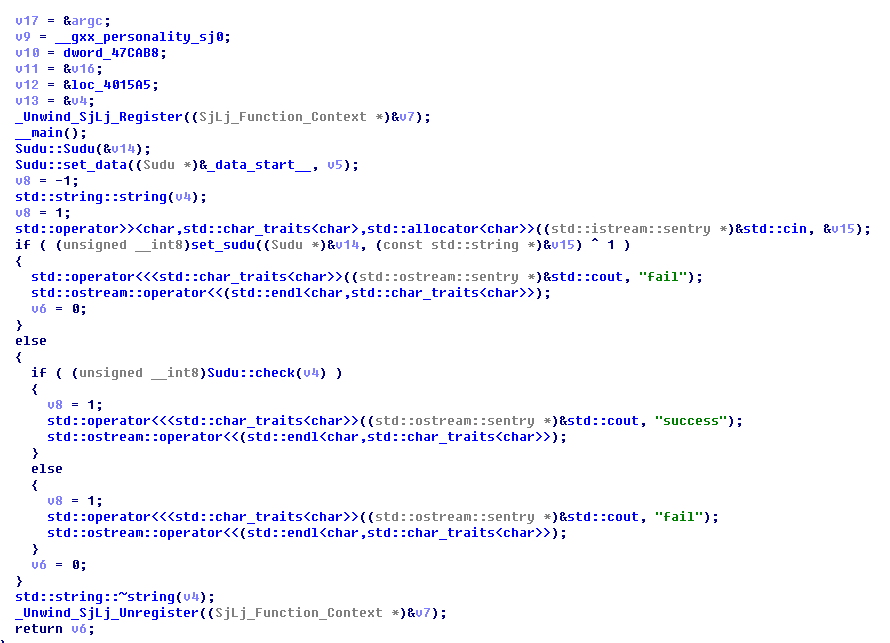 v17 = &argc;
v9 = __gxx_personality_sj0;
v10 = dword_47CAB8;
v11 = &v16;
v12 = &loc_4015A5;
v13 = &v4;
_Unwind_SjLj_Register((SjLj_Function_Context *)&v7);
__main();
Sudu::Sudu(&v14);
Sudu::set_data((Sudu *)&_data_start__, v5);
v8 = -1;
std::string::string(v4);
v8 = 1;
std::operator>><char,std::char_traits<char>,std::allocator<char>>((std::istream::sentry *)&std::cin, &v15);
if ( (unsigned __int8)set_sudu((Sudu *)&v14, (const std::string *)&v15) ^ 1 )
{
std::operator<<<std::char_traits<char>>((std::ostream::sentry *)&std::cout, "fail");
std::ostream::operator<<(std::endl<char,std::char_traits<char>>);
v6 = 0;
}
else
{
if ( (unsigned __int8)Sudu::check(v4) )
{
v8 = 1;
std::operator<<<std::char_traits<char>>((std::ostream::sentry *)&std::cout, "success");
std::ostream::operator<<(std::endl<char,std::char_traits<char>>);
}
else
{
v8 = 1;
std::operator<<<std::char_traits<char>>((std::ostream::sentry *)&std::cout, "fail");
std::ostream::operator<<(std::endl<char,std::char_traits<char>>);
}
v6 = 0;
}
std::string::~string(v4);
_Unwind_SjLj_Unregister((SjLj_Function_Context *)&v7);
return v6;